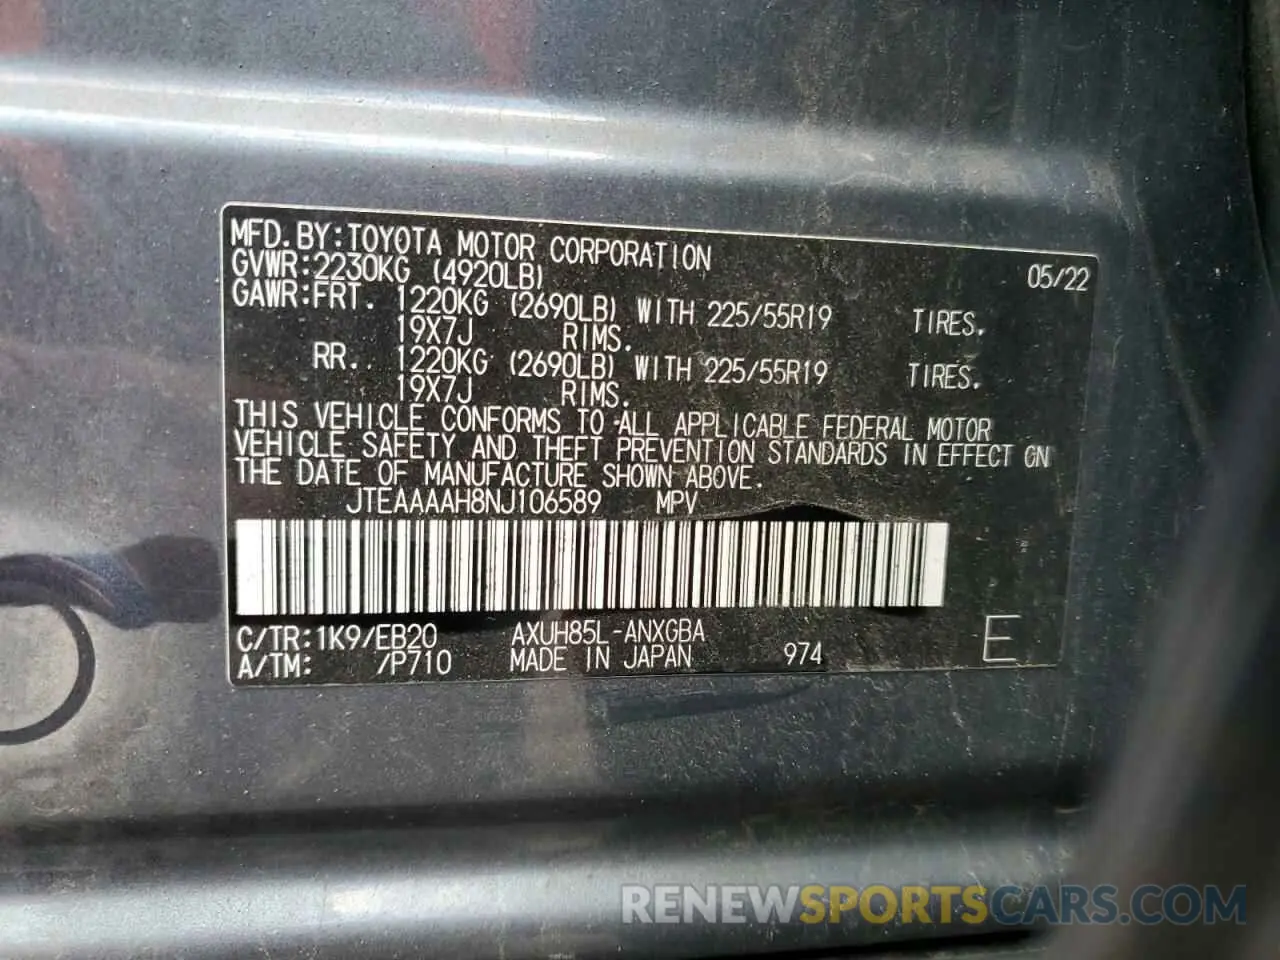 MFD.BY:TOYOTA MOTOR CORPORATION 05/22
GVWR:2230KG (4920LB)
GAWR:FRT. 1220KG (2690LB) WITH 225/55R19 TIRES.
19X7J RIMS.
RR. 1220KG (2690LB) WITH 225/55R19 TIRES.
19X7J RIMS.
THIS VEHICLE CONFORMS TO ALL APPLICABLE FEDERAL MOTOR
VEHICLE SAFETY AND THEFT PREVENTION STANDARDS IN EFFECT ON
THE DATE OF MANUFACTURE SHOWN ABOVE.
JTEAAAAH8NJ106589 MPV
C/TR:1K9/EB20 AXUH85L-ANXGBA
A/TM: /P710 MADE IN JAPAN 974 E
RENEWSPORTSCARS.COM